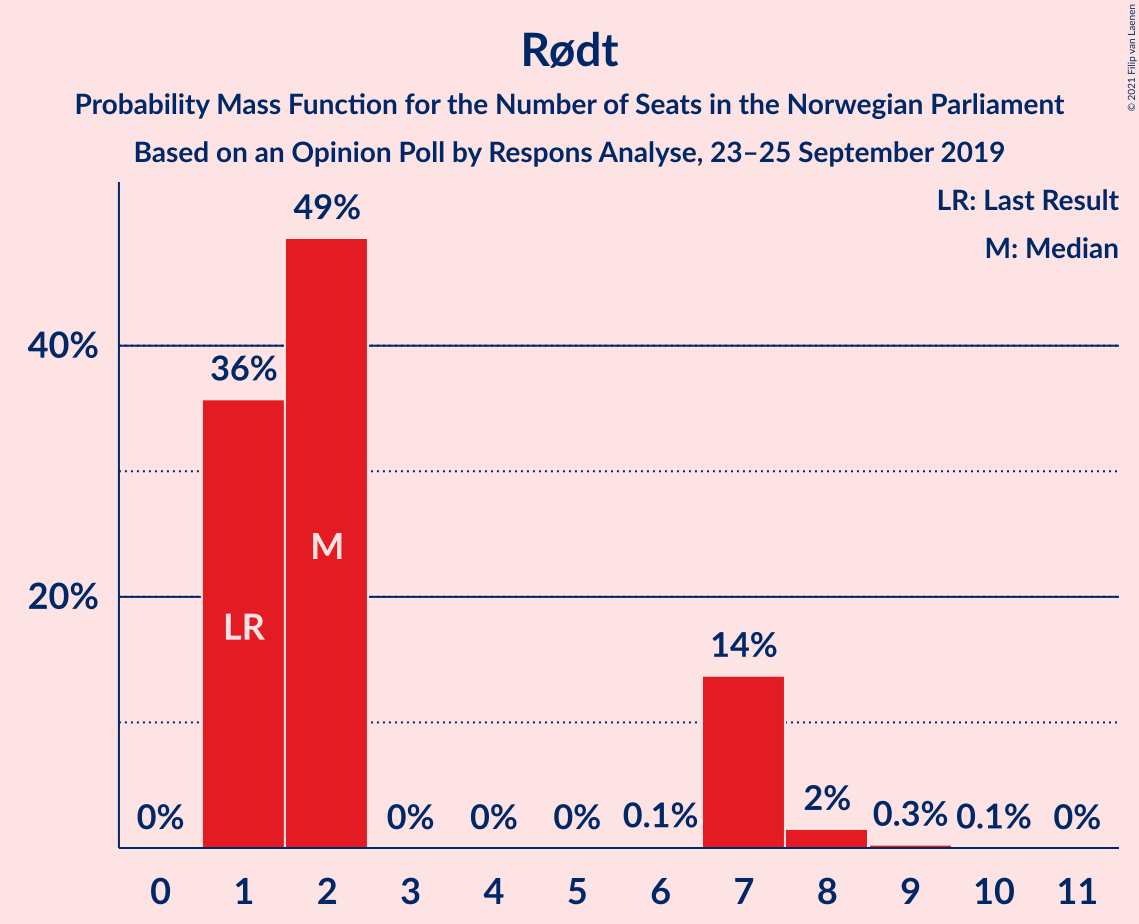 © 2021 Filip van Laenen
Rødt
Probability Mass Function for the Number of Seats in the Norwegian Parliament
Based on an Opinion Poll by Respons Analyse, 23–25 September 2019
LR: Last Result
M: Median
49%
40%
36%
M
20%
LR
14%
0%
0%
0%
0%
0.1%
2%
0.3%
0.1%
0%
0 1 2 3 4 5 6 7 8 9 10 11